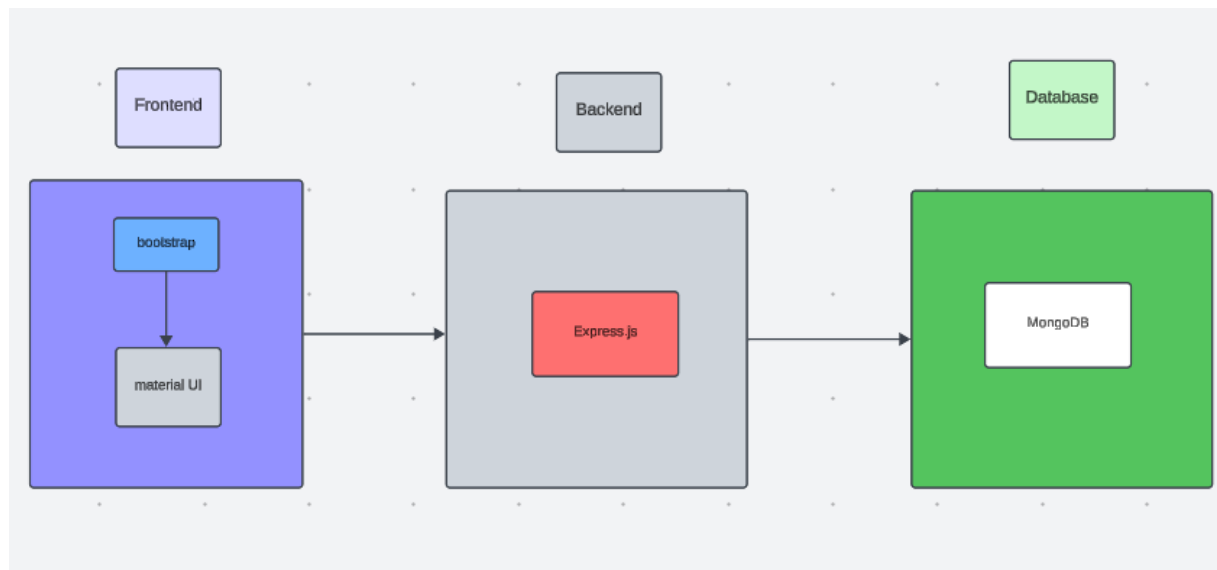 Frontend
Backend
Database
bootstrap
material UI
Express.js
MongoDB